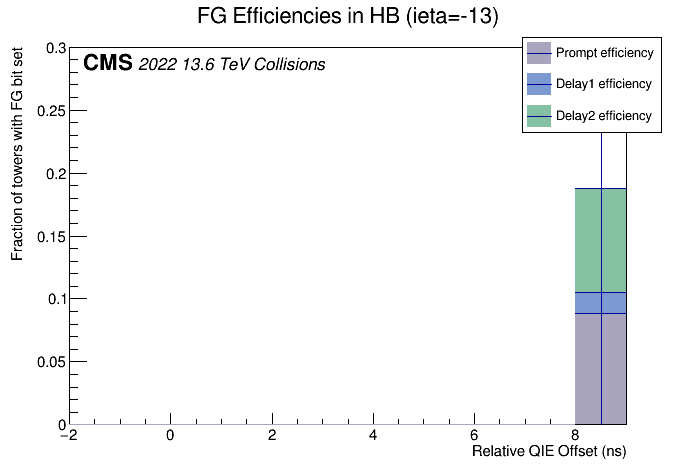 FG Efficiencies in HB (ieta=-13)
Fraction of towers with FG bit set
CMS 2022 13.6 TeV Collisions
Prompt efficiency
Delay1 efficiency
Delay2 efficiency
0.3
0.25
0.2
0.15
0.1
0.05
0
−2 0 2 4 6 8
Relative QIE Offset (ns)